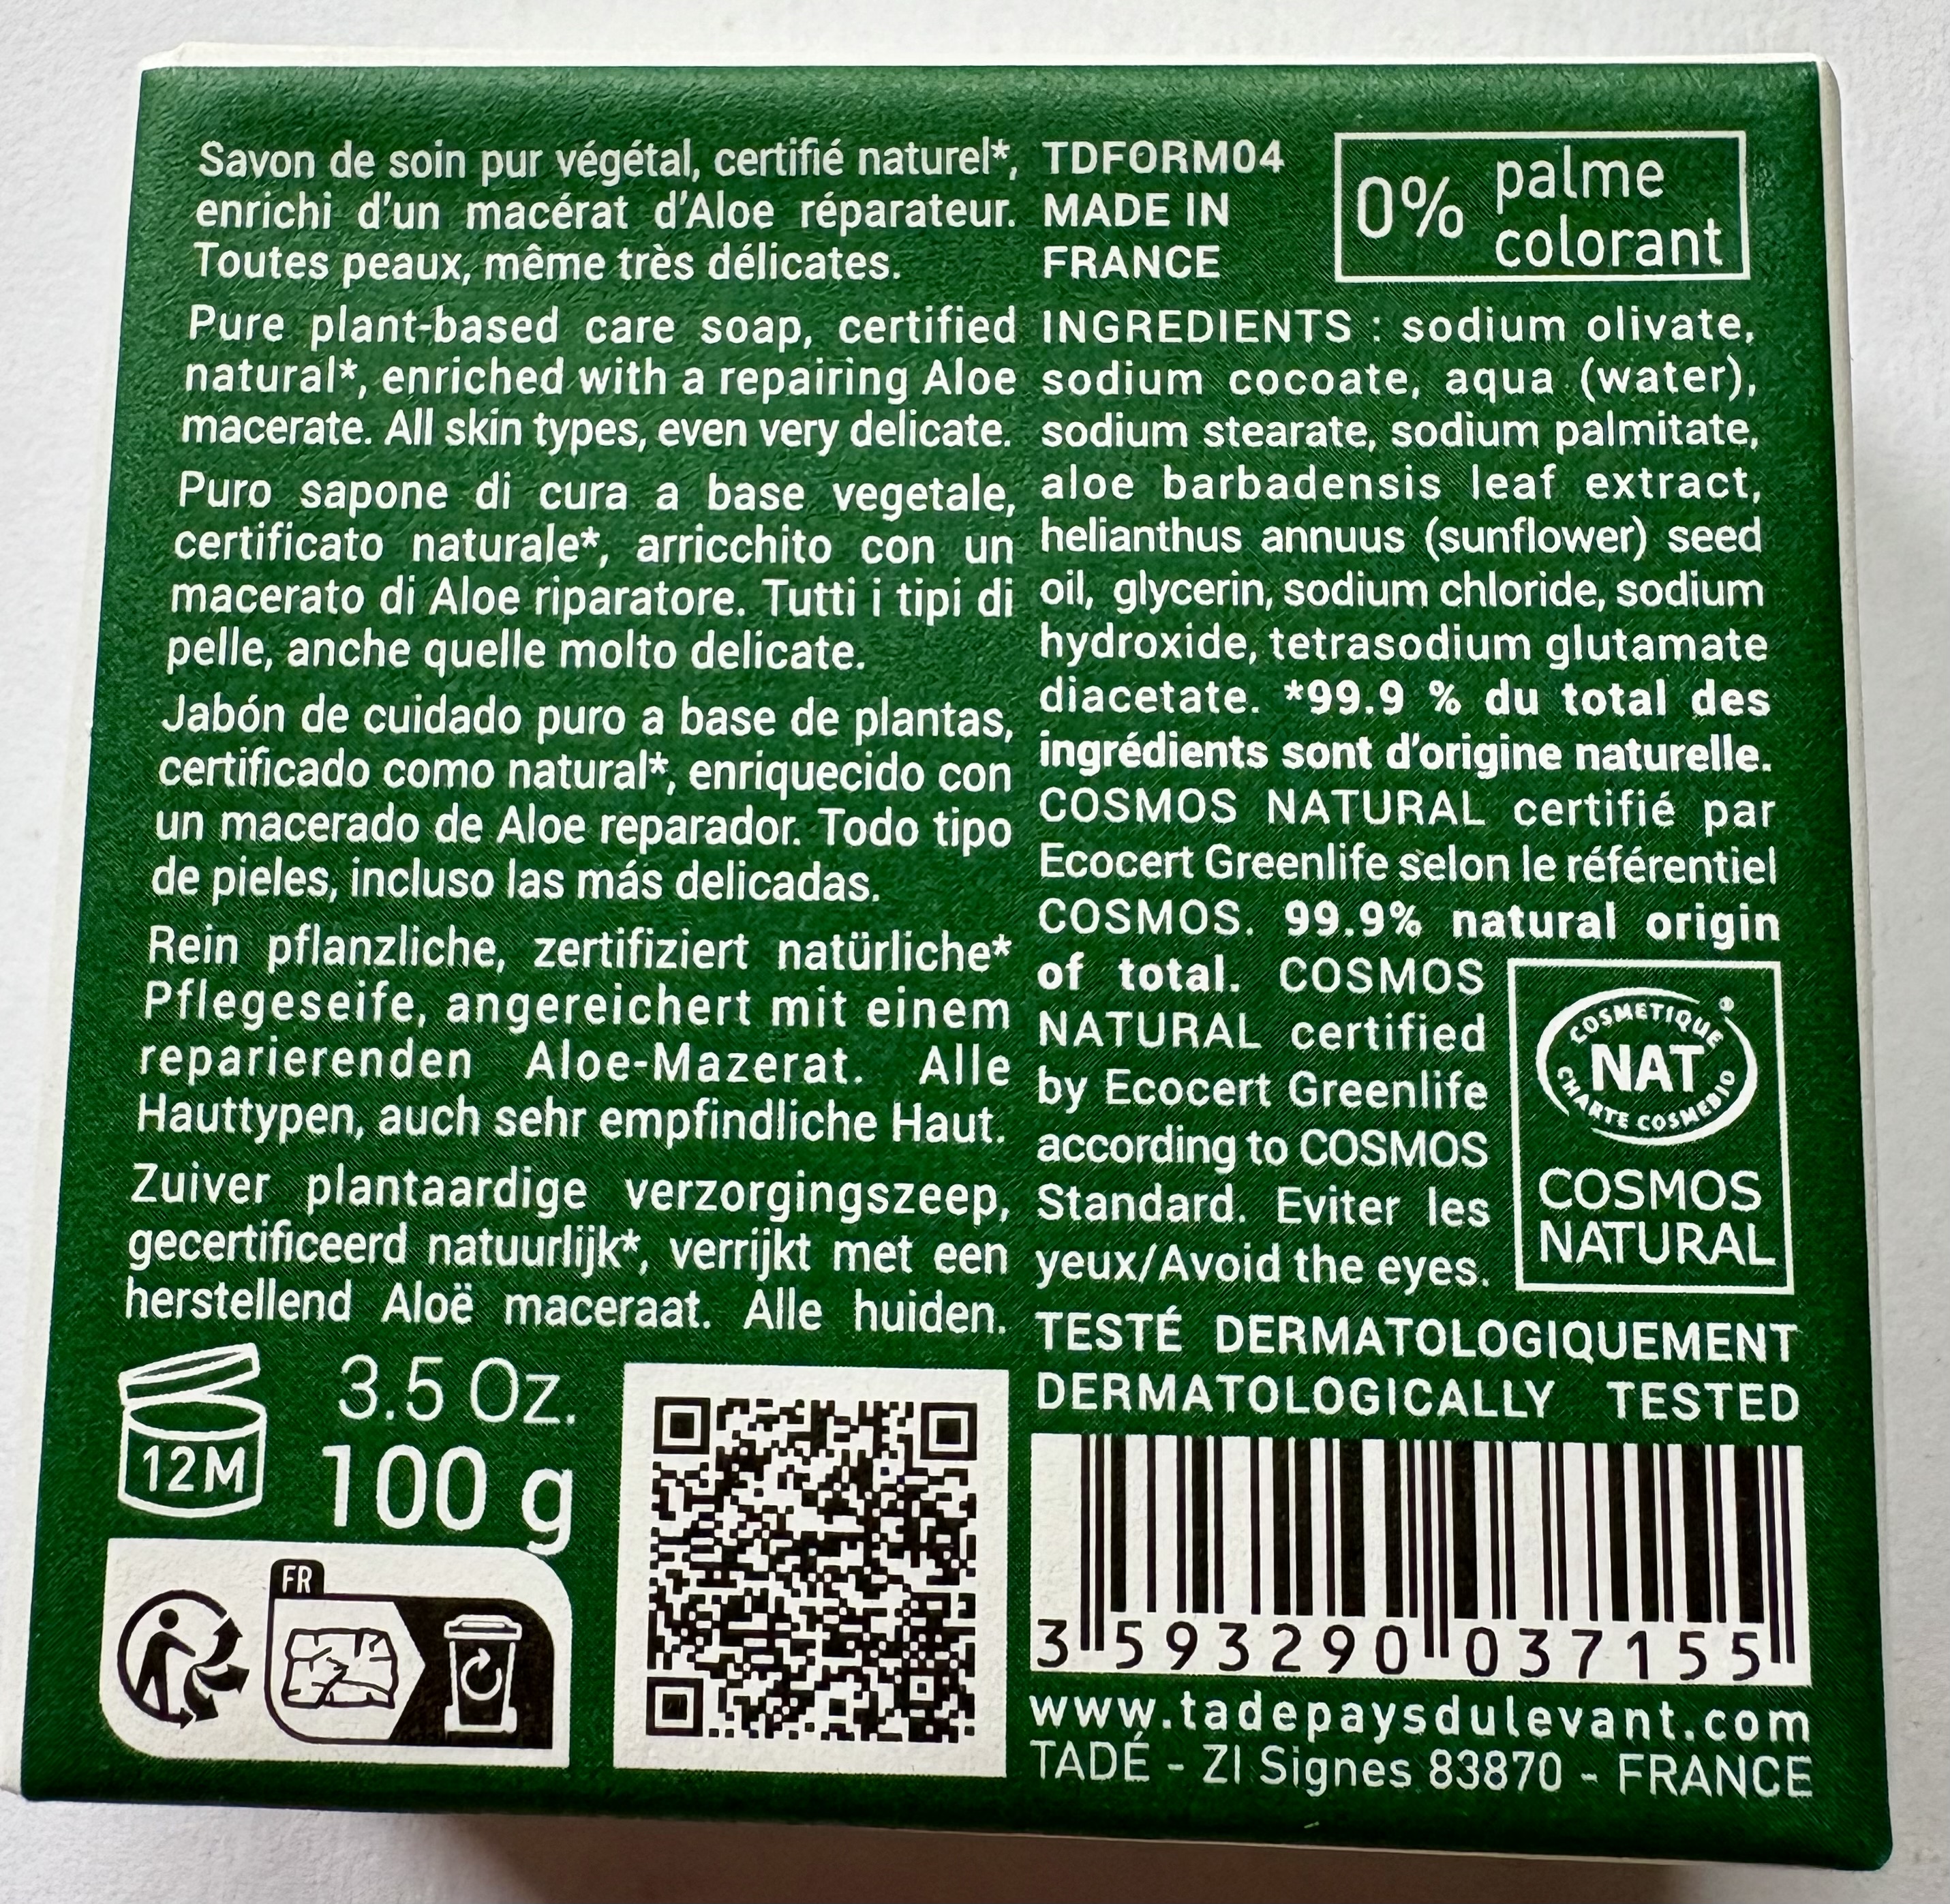 Savon de soin pur végétal, certifié naturel*,
enrichi d'un macérat d'Aloe réparateur.
Toutes peaux, même très délicates.
Pure plant-based care soap, certified
natural*, enriched with a repairing Aloe
macerate. All skin types, even very delicate.
Puro sapone di cura a base vegetale,
certificato naturale*, arricchito con un
macerato di Aloe riparatore. Tutti i tipi di
pelle, anche quelle molto delicate.
Jabón de cuidado puro a base de plantas,
certificado como natural*, enriquecido con
un macerado de Aloe reparador. Todo tipo
de pieles, incluso las más delicadas.
Rein pflanzliche, zertifiziert natürliche*
Pflegeseife, angereichert mit einem
reparierenden Aloe-Mazerat. Alle
Hauttypen, auch sehr empfindliche Haut.
Zuiver plantaardige verzorgingszeep,
gecertificeerd natuurlijk*, verrijkt met een
herstellend Aloë maceraat. Alle huiden.
12M
3.5 Oz.
100 g
FR
TDFORM04
MADE IN
FRANCE
0% palme
colorant
INGREDIENTS : sodium olivate,
sodium cocoate, aqua (water),
sodium stearate, sodium palmitate,
aloe barbadensis leaf extract,
helianthus annuus (sunflower) seed
oil, glycerin, sodium chloride, sodium
hydroxide, tetrasodium glutamate
diacetate. *99.9 % du total des
ingrédients sont d'origine naturelle.
COSMOS NATURAL certifié par
Ecocert Greenlife selon le référentiel
COSMOS. 99.9% natural origin
of total. COSMOS
NATURAL certified
by Ecocert Greenlife
according to COSMOS
Standard. Eviter les
yeux/Avoid the eyes.
COSMETIQUE ®
NAT
CHARTE COSMEBIO
COSMOS
NATURAL
TESTÉ DERMATOLOGIQUEMENT
DERMATOLOGICALLY TESTED
3 593290 037155
www.tadepaysdulevant.com
TADÉ - ZI Signes 83870 - FRANCE